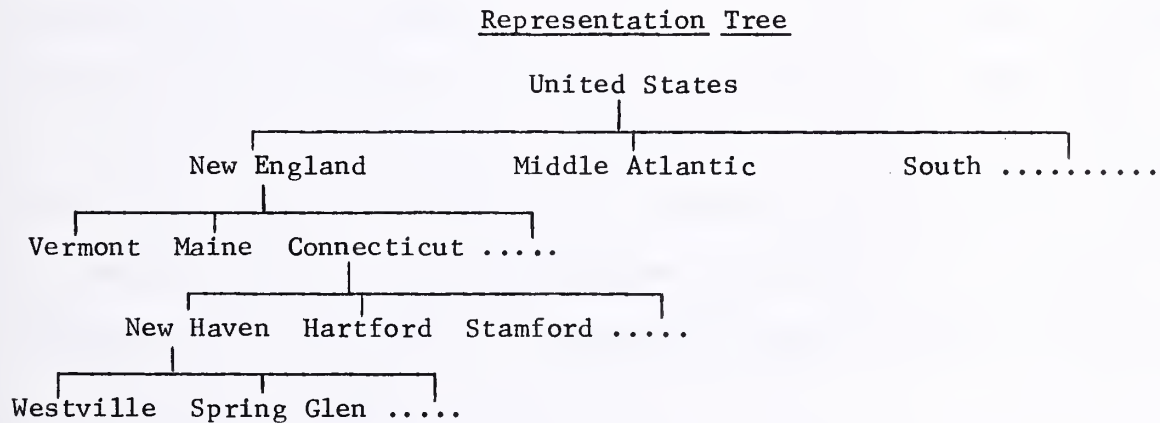 Representation Tree
United States
New England Middle Atlantic South ..........
Vermont Maine Connecticut .....
New Haven Hartford Stamford .....
Westville Spring Glen .....